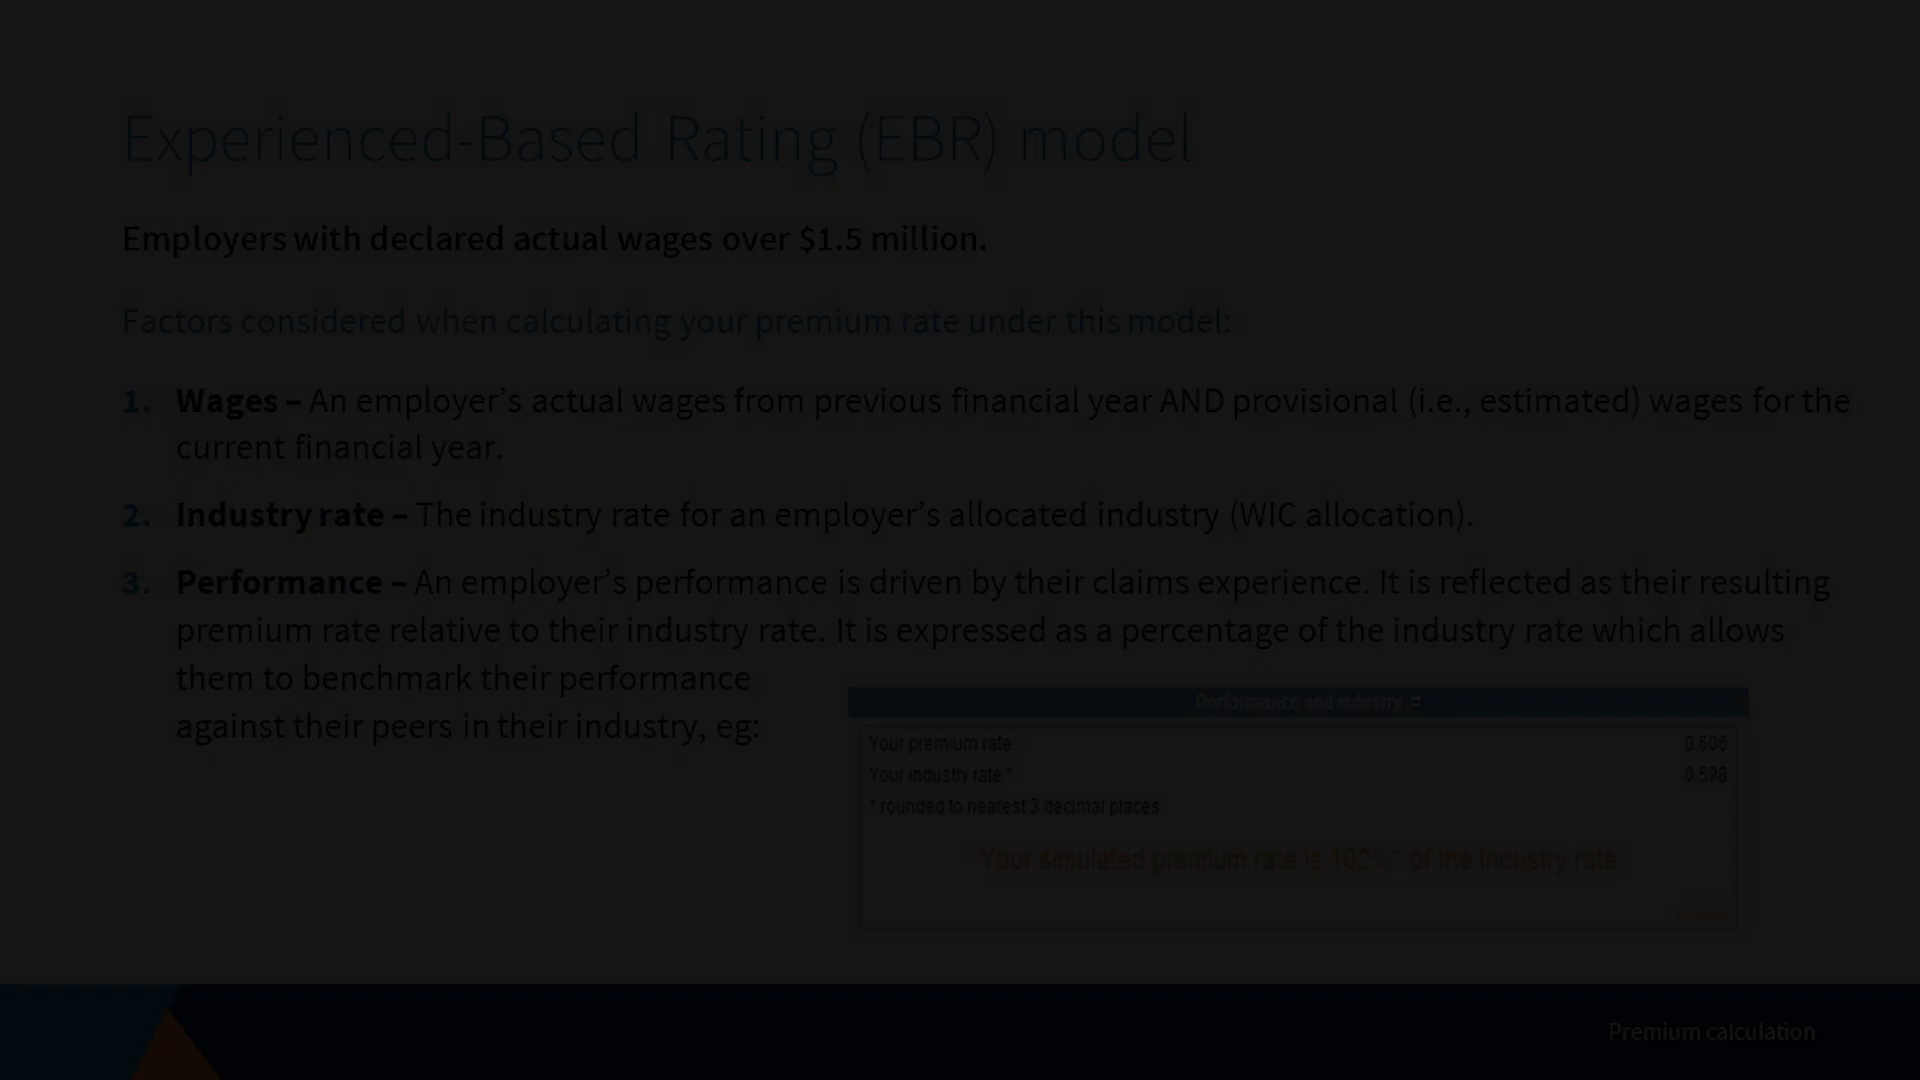 Experienced-Based Rating (EBR) model
Employers with declared actual wages over $1.5 million.
Factors considered when calculating your premium rate under this model:
1. Wages – An employer’s actual wages from previous financial year AND provisional (i.e., estimated) wages for the
current financial year.
2. Industry rate – The industry rate for an employer’s allocated industry (WIC allocation).
3. Performance – An employer’s performance is driven by their claims experience. It is reflected as their resulting
premium rate relative to their industry rate. It is expressed as a percentage of the industry rate which allows
them to benchmark their performance
against their peers in their industry, eg:
Performance and industry
Your premium rate 0.606
Your industry rate * 0.598
* rounded to nearest 3 decimal places
Your simulated premium rate is 102%* of the industry rate
Premium calculation